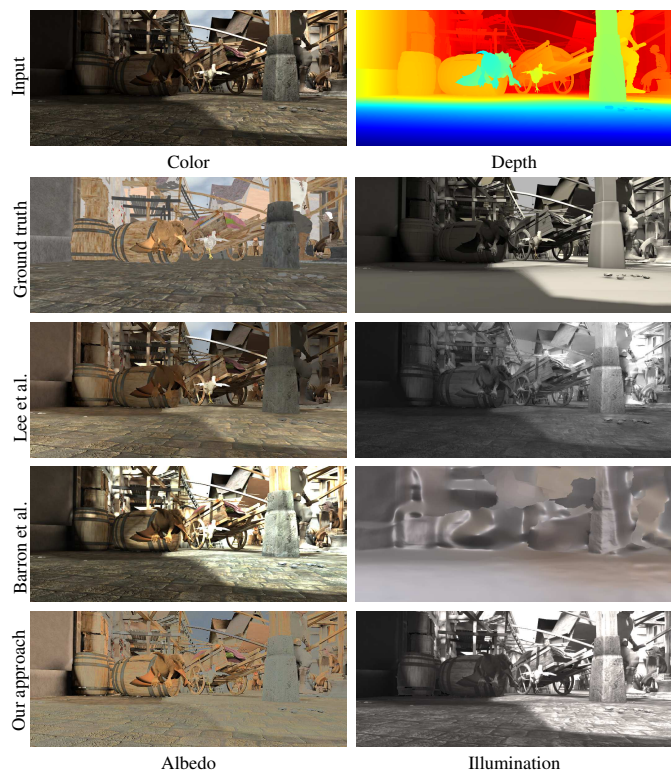 Input
Color
Depth
Ground truth
Lee et al.
Barron et al.
Our approach
Albedo
Illumination